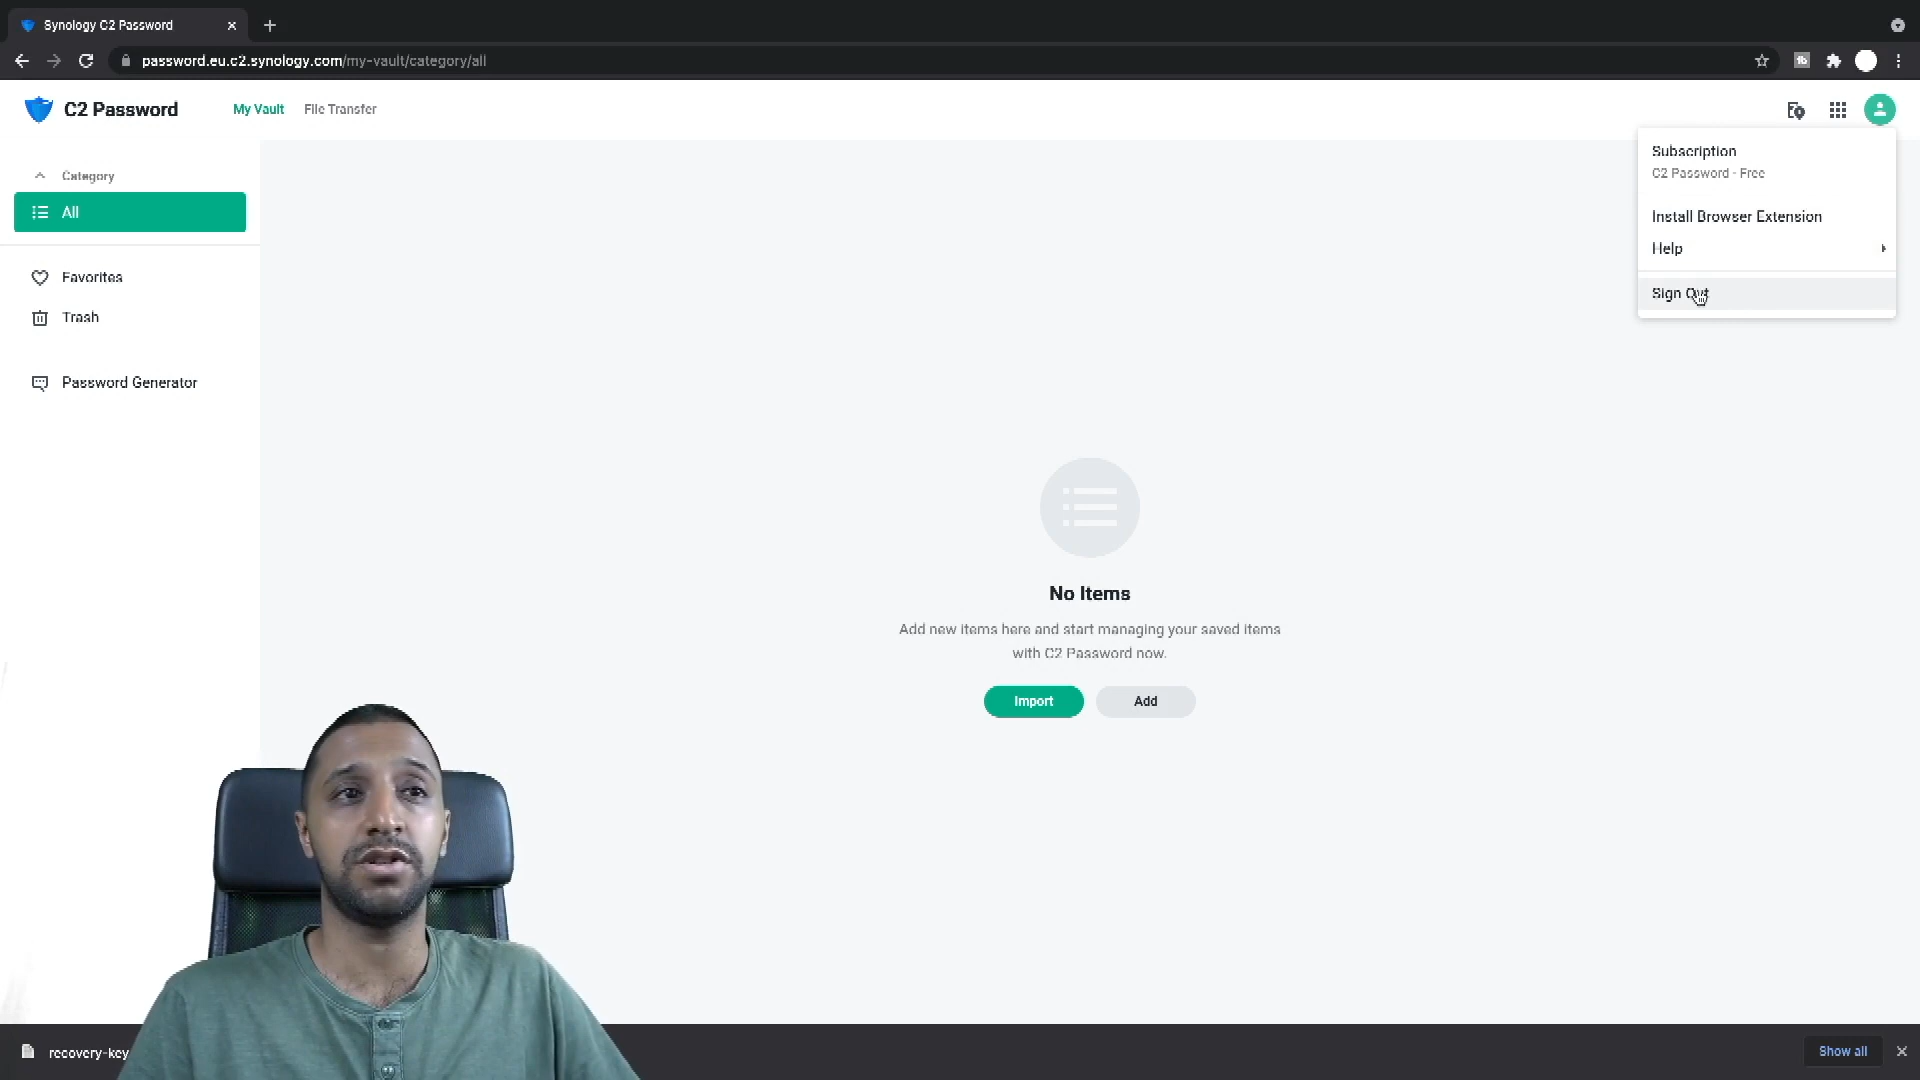 Synology C2 Password
password.eu.c2.synology.com/my-vault/category/all
C2 Password
My Vault
File Transfer
Subscription
C2 Password - Free
Install Browser Extension
Help
Sign Out
Category
All
Favorites
Trash
Password Generator
No Items
Add new items here and start managing your saved items
with C2 Password now.
Import
Add
recovery-key
Show all